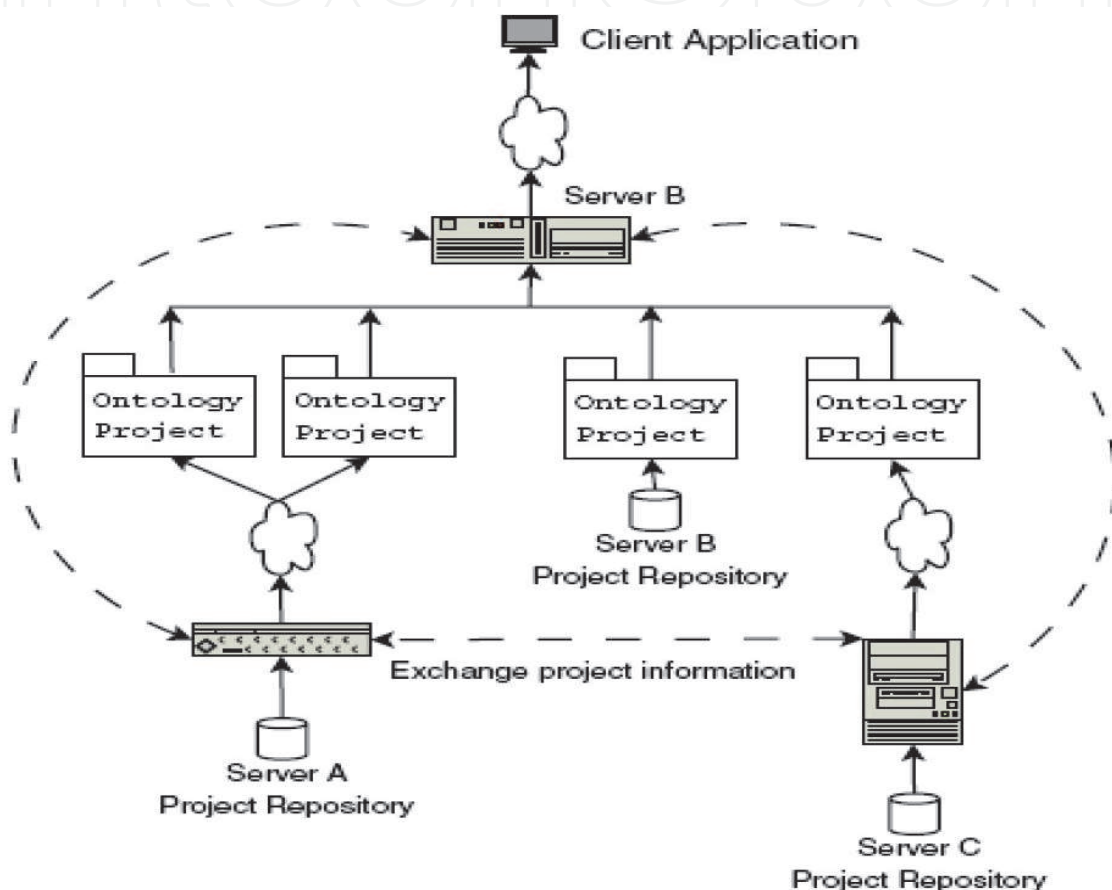 Client Application
Server B
Ontology
Project
Ontology
Project
Ontology
Project
Ontology
Project
Server B
Project Repository
Exchange project information
Server A
Project Repository
Server C
Project Repository